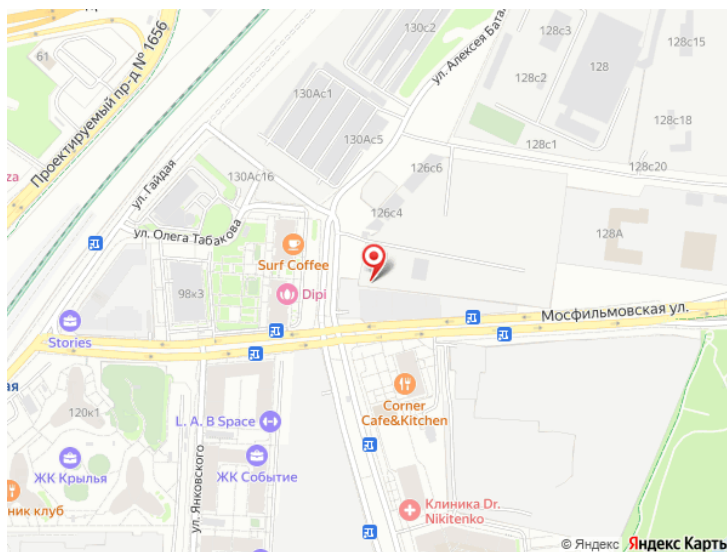 130с2
128с3
128с15
61
ул. Алексея Батал
128с2
128
Проектируемый пр-д № 1656
130Ас1
130Ас5
128с18
128с1
128с20
za
ул. Гайдая
130Ас16
126с6
126с4
ул. Олега Табакова
128А
Surf Coffee
98к3
Dipi
Мосфильмовская ул.
Stories
ая
Corner
Cafe&Kitchen
120к1
L. A. B Space
ул. Янковского
ЖК Крылья
ЖК Событие
ник клуб
Клиника Dr.
Nikitenko
© Яндекс Яндекс Карты